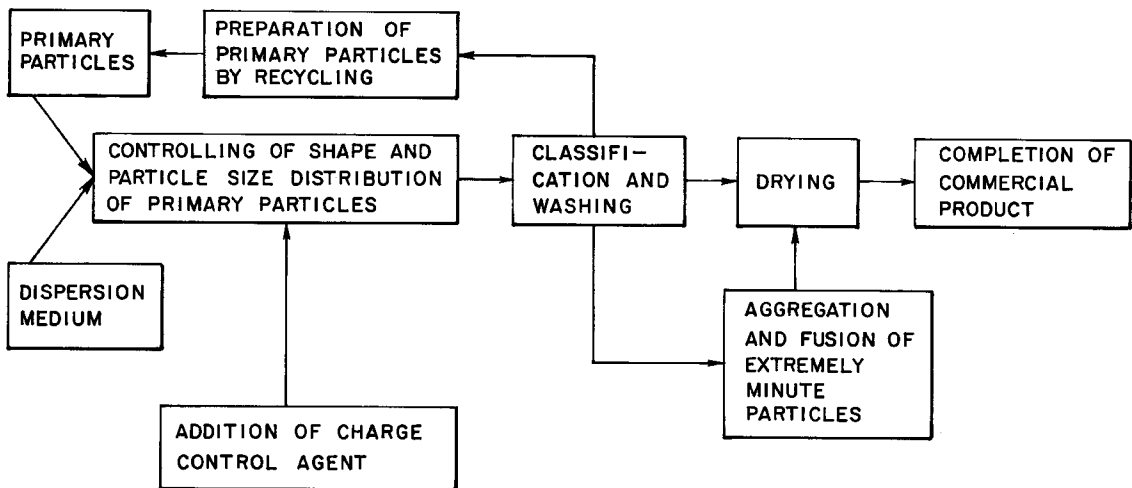 PRIMARY
PARTICLES
PREPARATION OF
PRIMARY PARTICLES
BY RECYCLING
CONTROLLING OF SHAPE AND
PARTICLE SIZE DISTRIBUTION
OF PRIMARY PARTICLES
CLASSIFI-
CATION AND
WASHING
DRYING
COMPLETION OF
COMMERCIAL
PRODUCT
DISPERSION
MEDIUM
AGGREGATION
AND FUSION OF
EXTREMELY
MINUTE
PARTICLES
ADDITION OF CHARGE
CONTROL AGENT